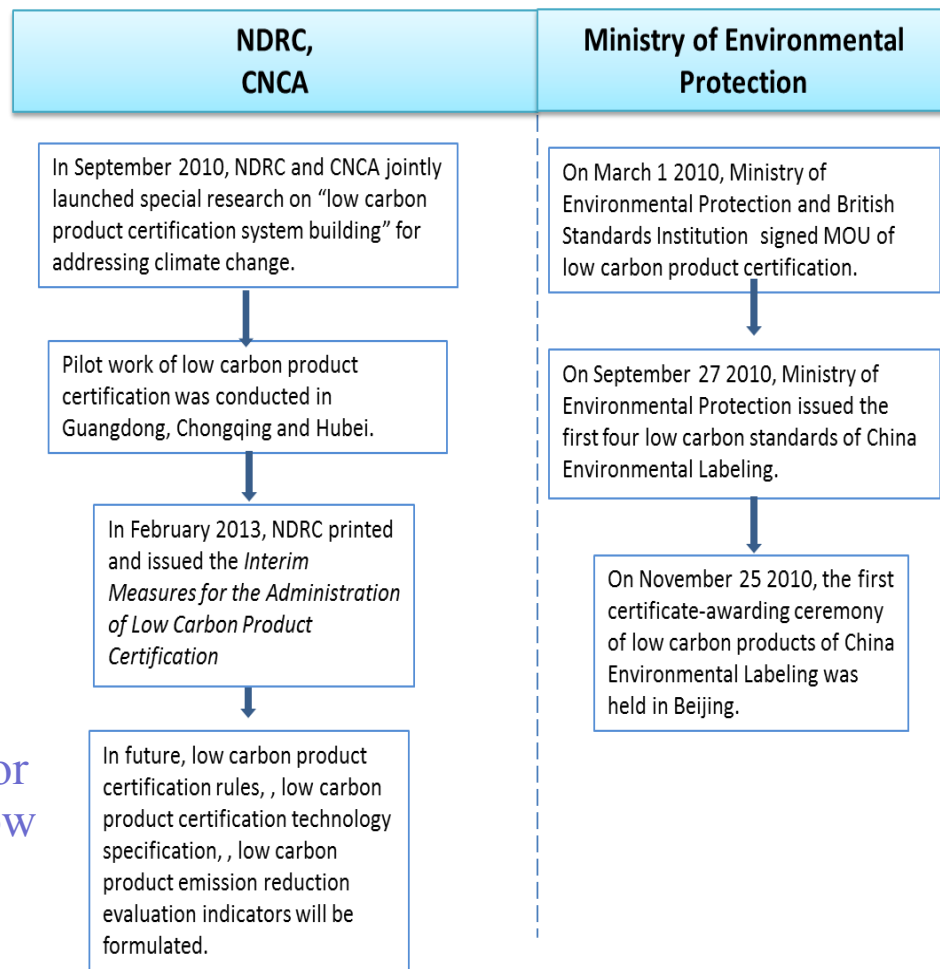 NDRC,
CNCA
Ministry of Environmental
Protection
In September 2010, NDRC and CNCA jointly
launched special research on “low carbon
product certification system building” for
addressing climate change.
Pilot work of low carbon product
certification was conducted in
Guangdong, Chongqing and Hubei.
In February 2013, NDRC printed
and issued the Interim
Measures for the Administration
of Low Carbon Product
Certification
In future, low carbon product
certification rules, , low carbon
product certification technology
specification, , low carbon
product emission reduction
evaluation indicators will be
formulated.
On March 1 2010, Ministry of
Environmental Protection and British
Standards Institution signed MOU of
low carbon product certification.
On September 27 2010, Ministry of
Environmental Protection issued the
first four low carbon standards of China
Environmental Labeling.
On November 25 2010, the first
certificate-awarding ceremony
of low carbon products of China
Environmental Labeling was
held in Beijing.
or